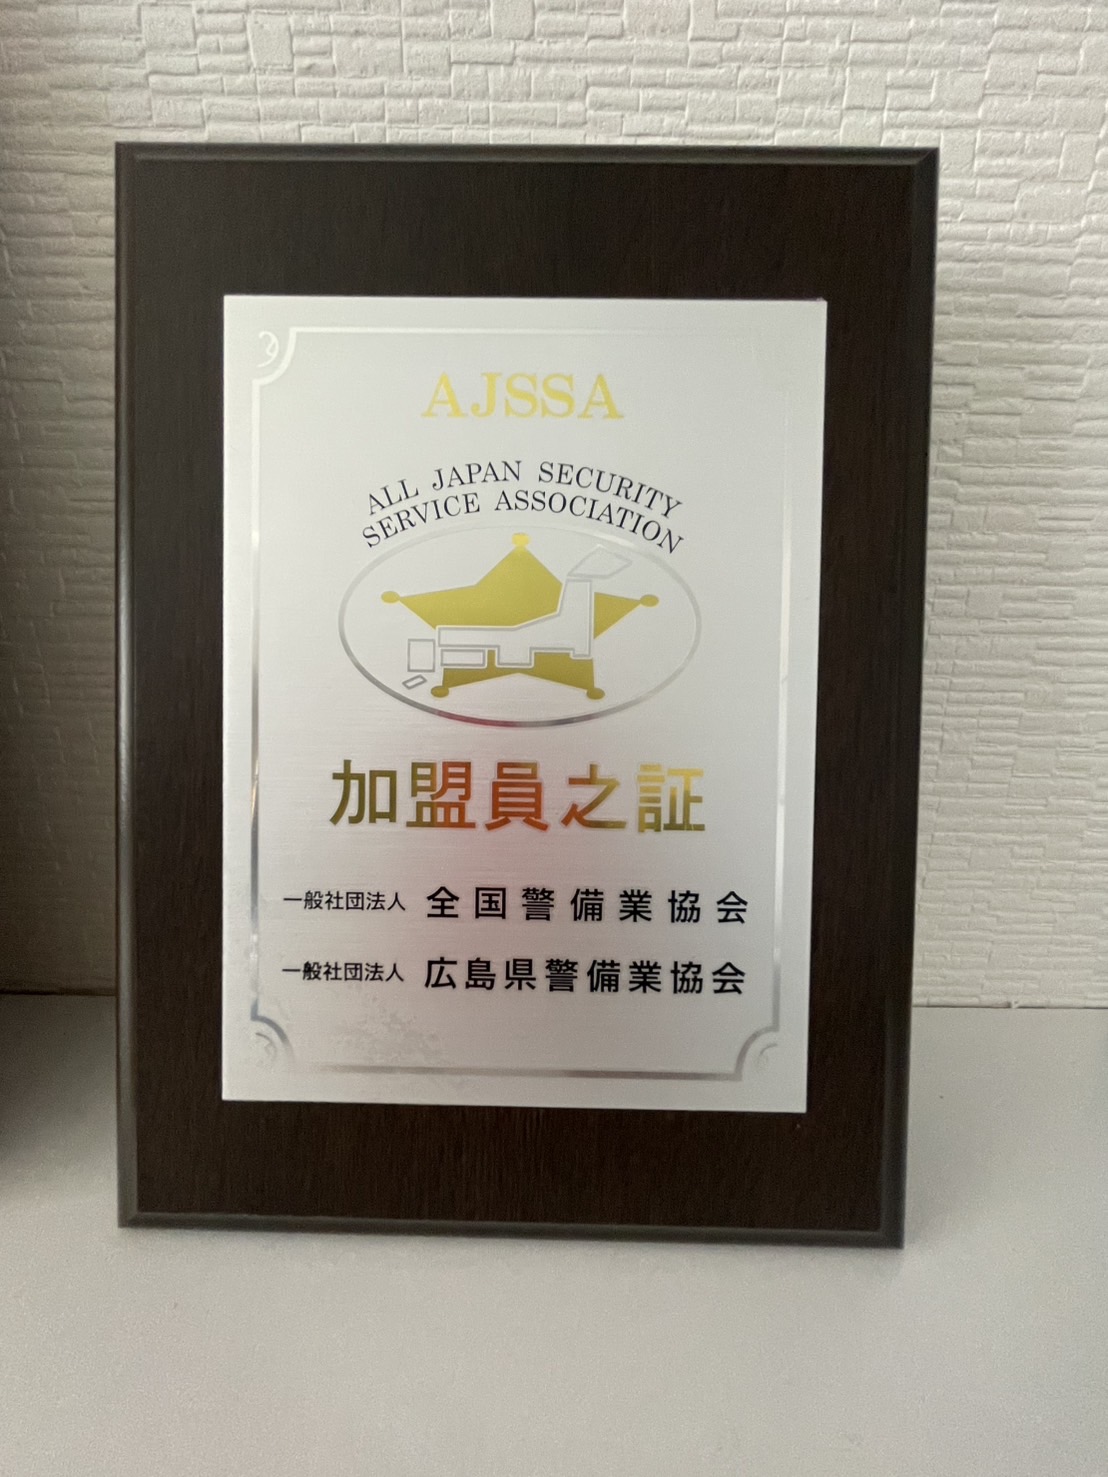 AJSSA
ALL JAPAN SECURITY
SERVICE ASSOCIATION
加盟員之証
一般社団法人 全国警備業協会
一般社団法人 広島県警備業協会